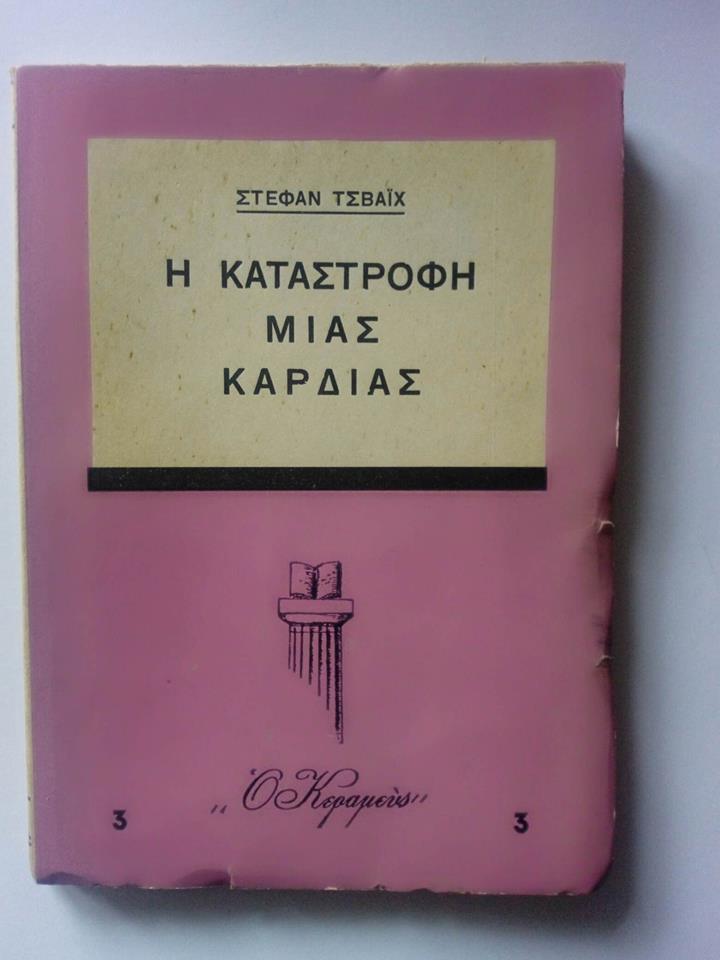 ΣΤΕΦΑΝ ΤΣΒΑΪΧ
Η ΚΑΤΑΣΤΡΟΦΗ
ΜΙΑΣ
ΚΑΡΔΙΑΣ
„Ὁ Κεραμεὺς"
3 3